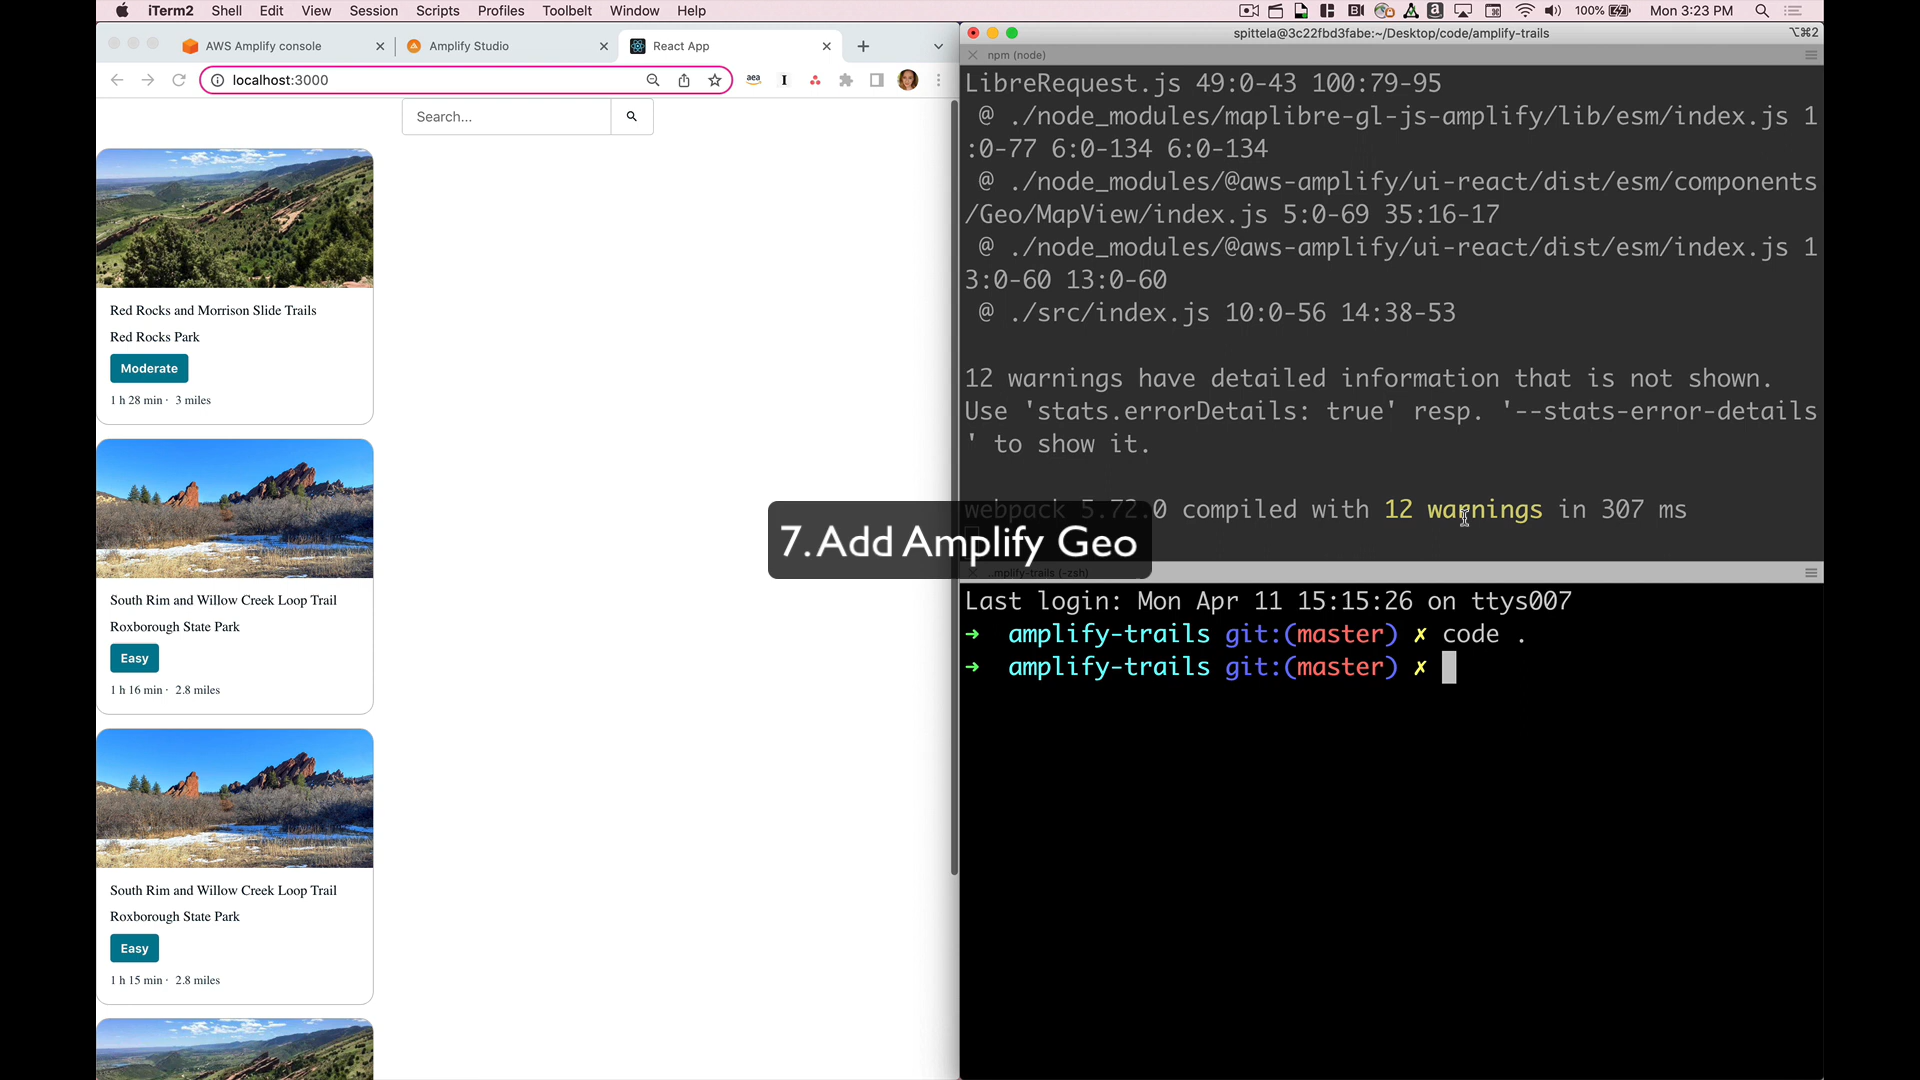 iTerm2 Shell Edit View Session Scripts Profiles Toolbelt Window Help
100% Mon 3:23 PM
AWS Amplify console
Amplify Studio
React App
localhost:3000
aea
Search...
Red Rocks and Morrison Slide Trails
Red Rocks Park
Moderate
1 h 28 min · 3 miles
South Rim and Willow Creek Loop Trail
Roxborough State Park
Easy
1 h 16 min · 2.8 miles
South Rim and Willow Creek Loop Trail
Roxborough State Park
Easy
1 h 15 min · 2.8 miles
7. Add Amplify Geo
spittela@3c22fbd3fabe:~/Desktop/code/amplify-trails
⌥⌘2
npm (node)
LibreRequest.js 49:0-43 100:79-95
@ ./node_modules/maplibre-gl-js-amplify/lib/esm/index.js 1
:0-77 6:0-134 6:0-134
@ ./node_modules/@aws-amplify/ui-react/dist/esm/components
/Geo/MapView/index.js 5:0-69 35:16-17
@ ./node_modules/@aws-amplify/ui-react/dist/esm/index.js 1
3:0-60 13:0-60
@ ./src/index.js 10:0-56 14:38-53
12 warnings have detailed information that is not shown.
Use 'stats.errorDetails: true' resp. '--stats-error-details
' to show it.
webpack 5.72.0 compiled with 12 warnings in 307 ms
..mplify-trails (-zsh)
Last login: Mon Apr 11 15:15:26 on ttys007
➜ amplify-trails git:(master) ✗ code .
➜ amplify-trails git:(master) ✗